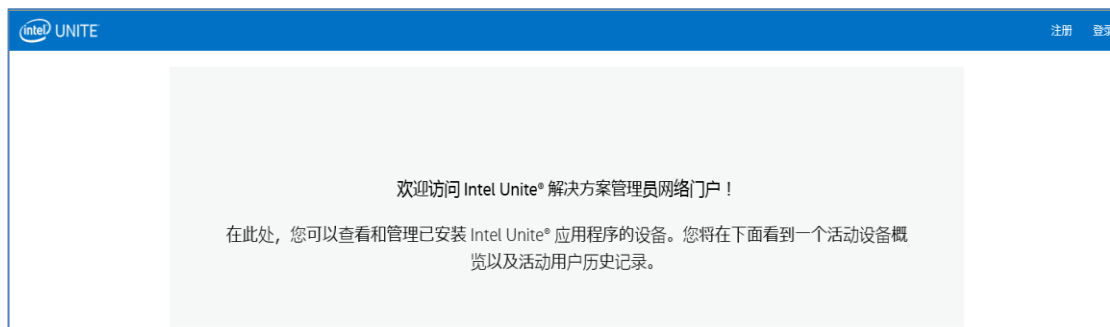 intel UNITE
注册 登录
欢迎访问 Intel Unite® 解决方案管理员网络门户！
在此处，您可以查看和管理已安装 Intel Unite® 应用程序的设备。您将在下面看到一个活动设备概
览以及活动用户历史记录。